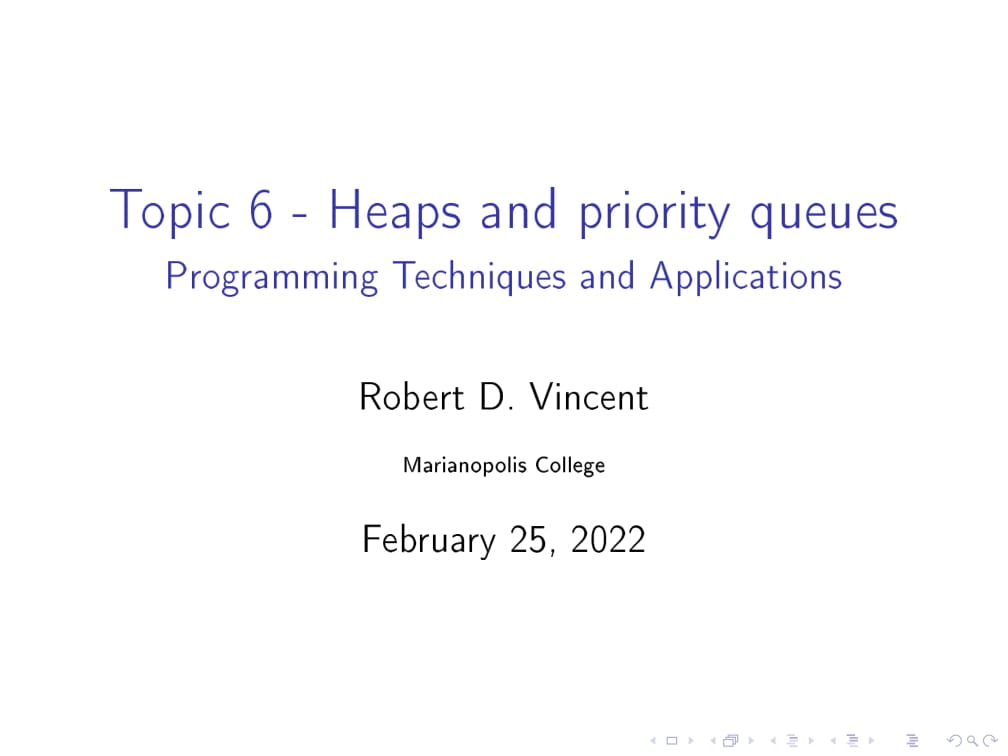 Topic 6 - Heaps and priority queues
Programming Techniques and Applications
Robert D. Vincent
Marianopolis College
February 25, 2022